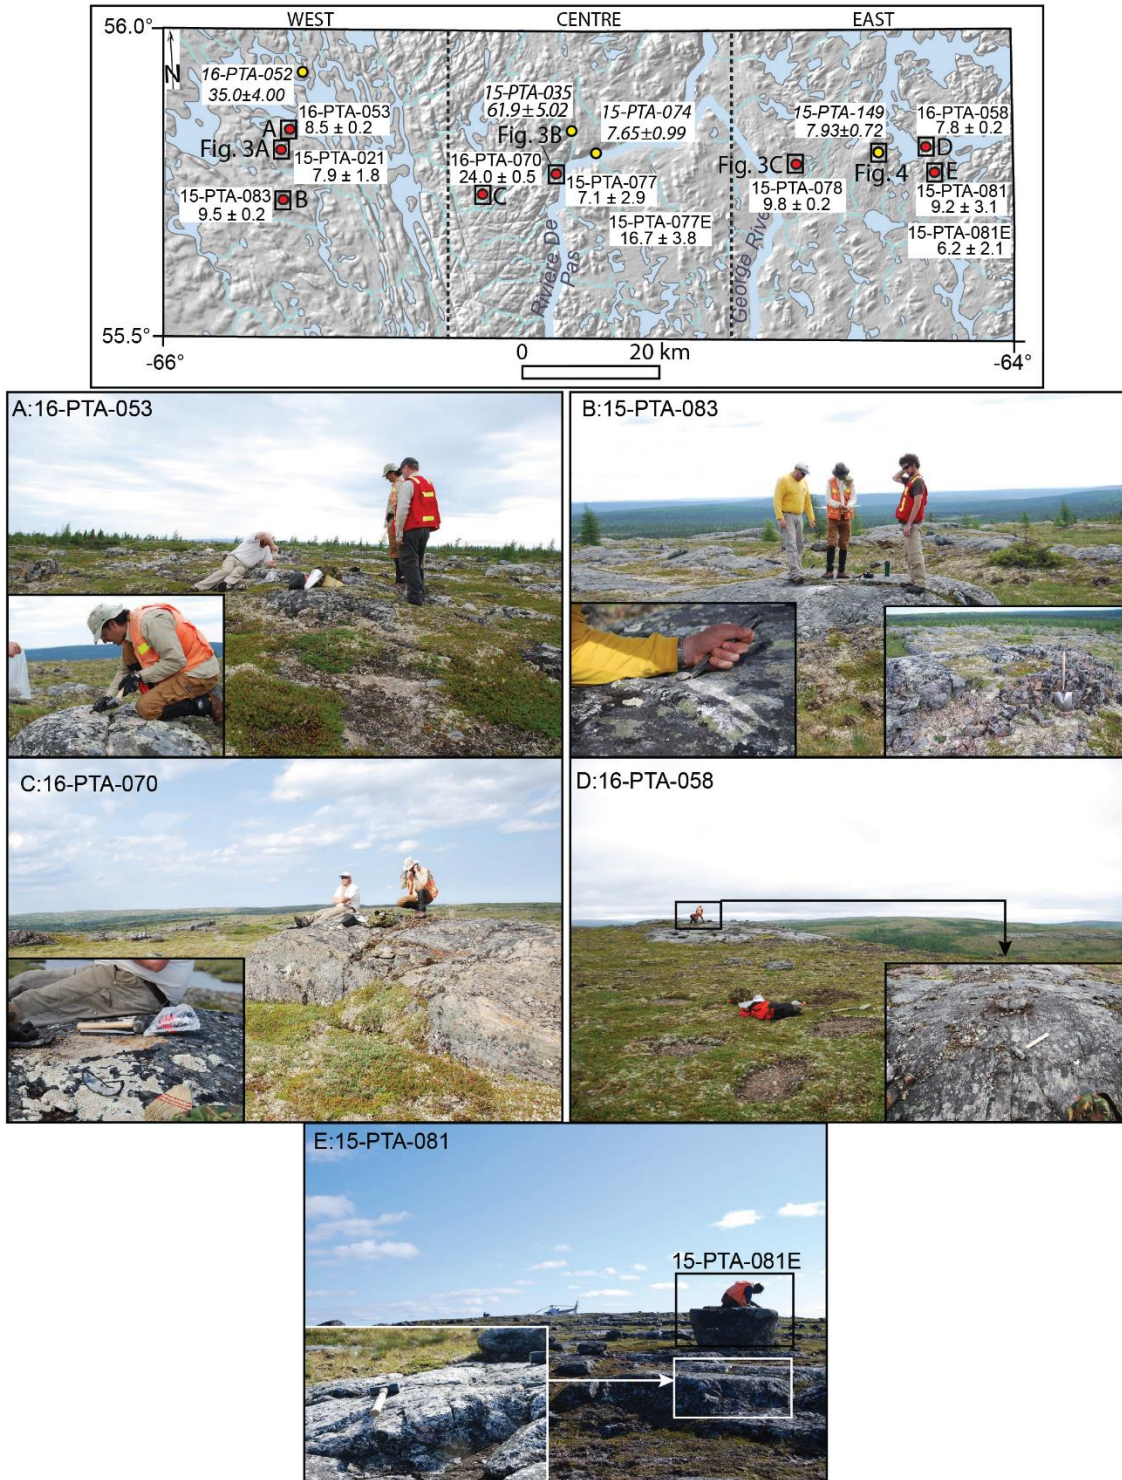 WEST
CENTRE
EAST
56.0°
N
16-PTA-052
35.0±4.00
A
16-PTA-053
8.5 ± 0.2
Fig. 3A
15-PTA-021
7.9 ± 1.8
15-PTA-083
9.5 ± 0.2
B
15-PTA-035
61.9±5.02
Fig. 3B
15-PTA-074
7.65±0.99
16-PTA-070
24.0 ± 0.5
C
15-PTA-077
7.1 ± 2.9
15-PTA-077E
16.7 ± 3.8
Rivière De
Pas
15-PTA-149
7.93±0.72
Fig. 4
16-PTA-058
7.8 ± 0.2
D
Fig. 3C
15-PTA-078
9.8 ± 0.2
E
15-PTA-081
9.2 ± 3.1
15-PTA-081E
6.2 ± 2.1
George River
55.5°
-66°
0 20 km
-64°
A:16-PTA-053
B:15-PTA-083
C:16-PTA-070
D:16-PTA-058
E:15-PTA-081
15-PTA-081E